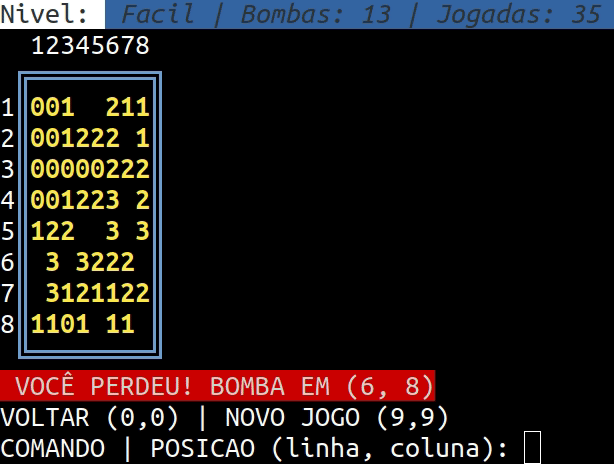 Nivel:  Facil | Bombas: 13 | Jogadas: 35
  12345678
1 001  211
2 001222 1
3 00000222
4 001223 2
5 122  3 3
6  3 3222
7  3121122
8 1101 11
 VOCÊ PERDEU! BOMBA EM (6, 8)
VOLTAR (0,0) | NOVO JOGO (9,9)
COMANDO | POSICAO (linha, coluna):